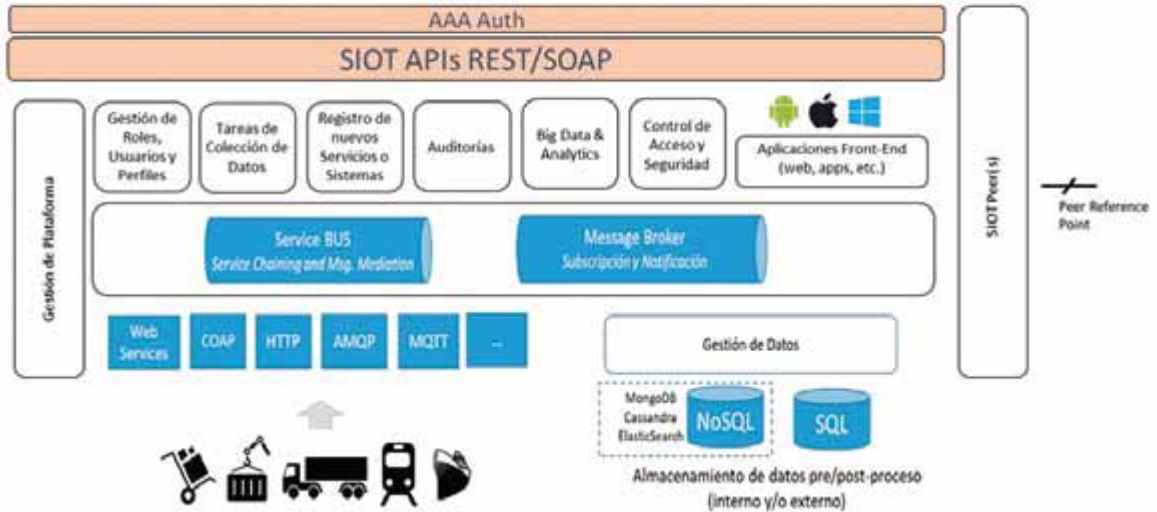 AAA Auth
SIOT APIs REST/SOAP
Gestión de Plataforma
Gestión de
Roles,
Usuarios y
Perfiles
Tareas de
Colección de
Datos
Registro de
nuevos
Servicios o
Sistemas
Auditorías
Big Data &
Analytics
Control de
Acceso y
Seguridad
Aplicaciones Front-End
(web, apps, etc.)
SIOT Peer(s)
Peer Reference
Point
Service BUS
Service Chaining and Msg. Mediation
Message Broker
Subscripción y Notificación
Web
Services
COAP
HTTP
AMQP
MQTT
...
Gestión de Datos
MongoDB
Cassandra
ElasticSearch
NoSQL
SQL
Almacenamiento de datos pre/post-proceso
(interno y/o externo)